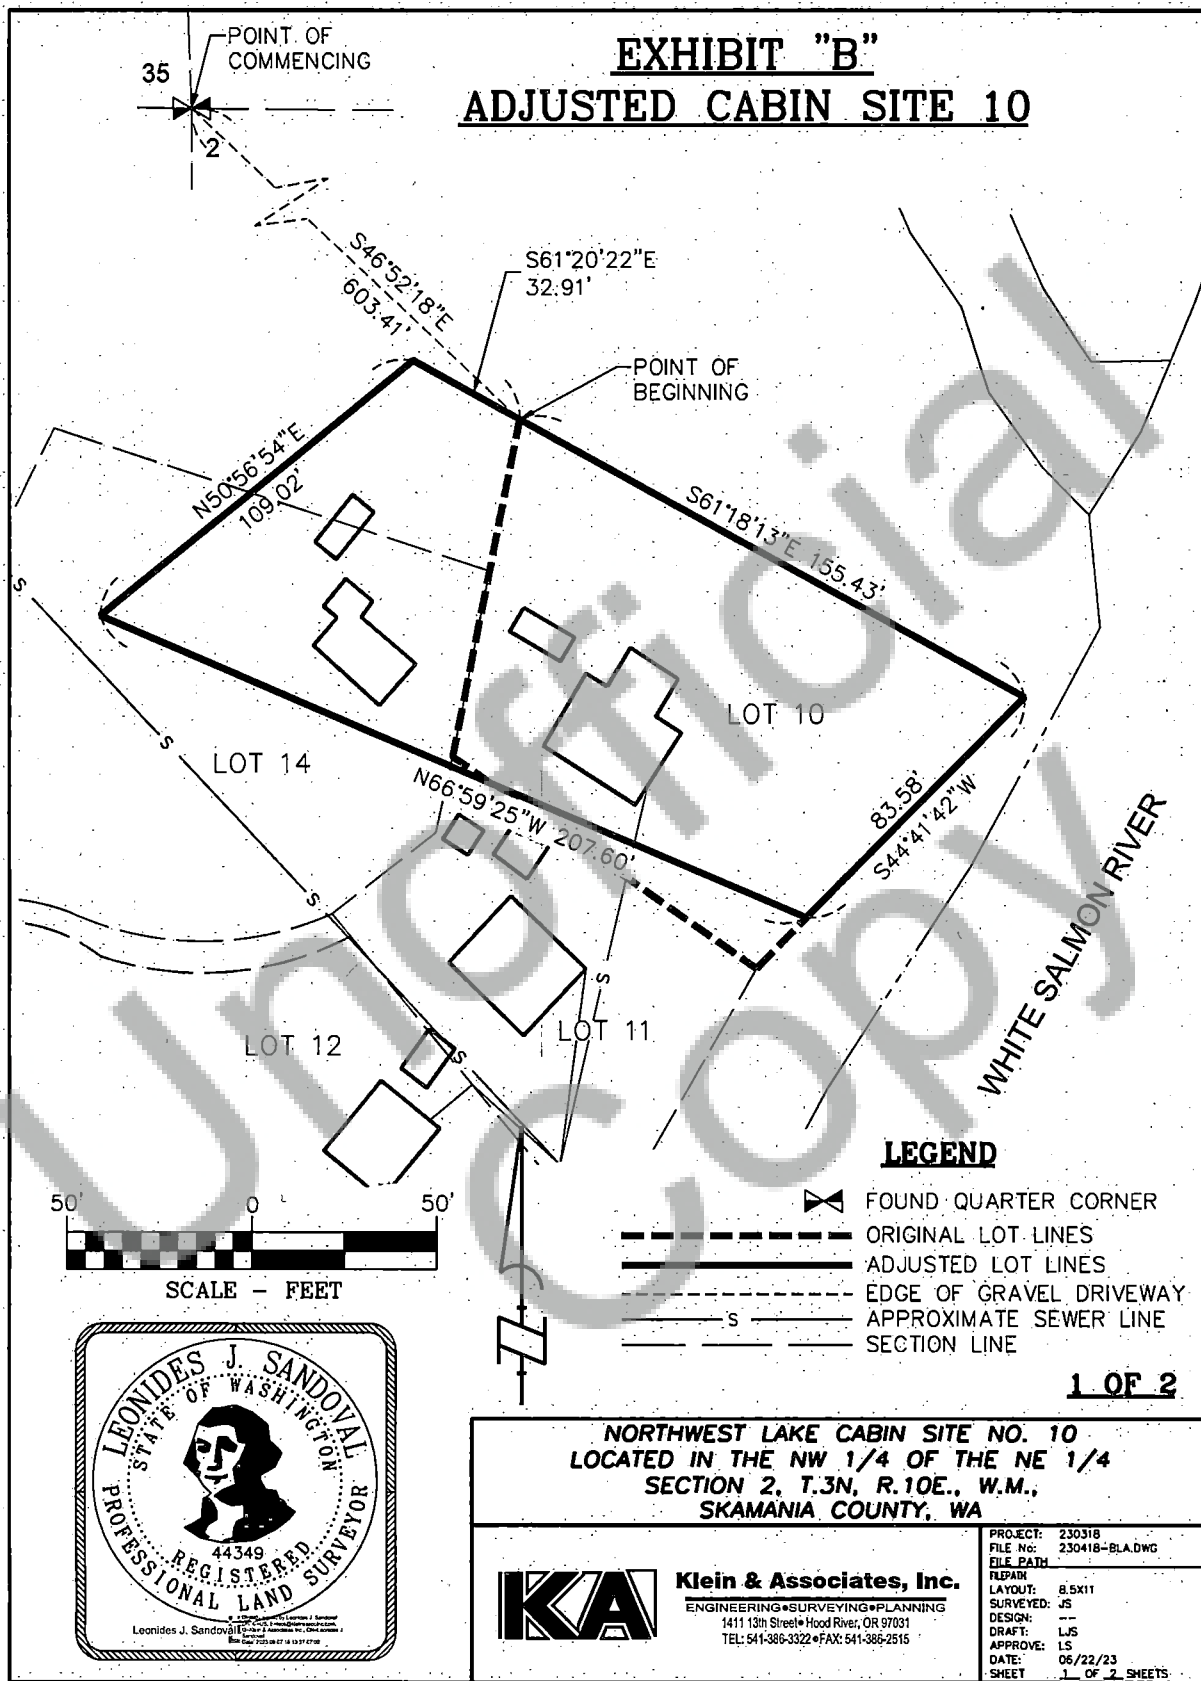 EXHIBIT "B"
ADJUSTED CABIN SITE 10
POINT OF
COMMENCING
35
2
S46°52'18"E
603.41'
S61°20'22"E
32.91'
POINT OF
BEGINNING
N50°56'54"E
109.02'
S61°18'13"E 155.43'
S
S
S
S
S
LOT 10
LOT 14
N66°59'25"W 207.60'
83.58'
S44°41'42"W
WHITE SALMON RIVER
LOT 11
LOT 12
Unofficial
Copy
50' 0 50'
SCALE - FEET
LEGEND
FOUND QUARTER CORNER
ORIGINAL LOT LINES
ADJUSTED LOT LINES
EDGE OF GRAVEL DRIVEWAY
S APPROXIMATE SEWER LINE
SECTION LINE
1 OF 2
LEONIDES J. SANDOVAL
STATE OF WASHINGTON
44349
REGISTERED
PROFESSIONAL LAND SURVEYOR
Leonides J. Sandoval
NORTHWEST LAKE CABIN SITE NO. 10
LOCATED IN THE NW 1/4 OF THE NE 1/4
SECTION 2, T.3N, R.10E., W.M.,
SKAMANIA COUNTY, WA
KA
Klein & Associates, Inc.
ENGINEERING•SURVEYING•PLANNING
1411 13th Street• Hood River, OR 97031
TEL: 541-386-3322•FAX: 541-386-2515
PROJECT: 230318
FILE No: 230418-BLA.DWG
FILE PATH
FILEPATH
LAYOUT: 8.5X11
SURVEYED: JS
DESIGN: --
DRAFT: LJS
APPROVE: LS
DATE: 06/22/23
SHEET 1 OF 2 SHEETS